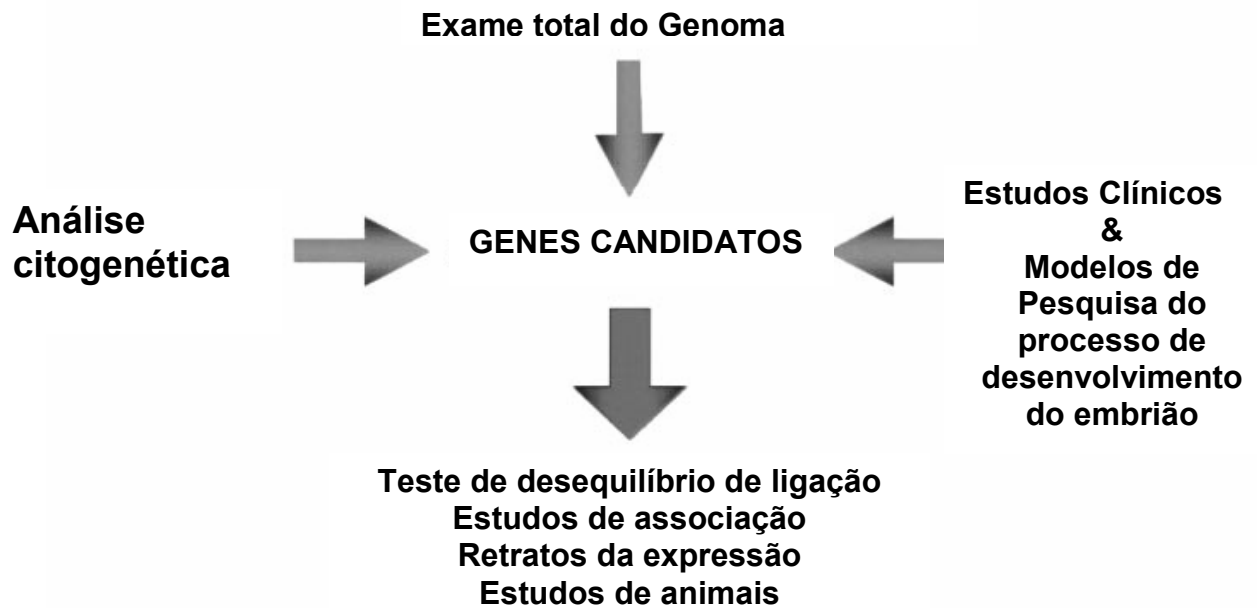 Exame total do Genoma
Análise
citogenética
GENES CANDIDATOS
Estudos Clínicos
&
Modelos de
Pesquisa do
processo de
desenvolvimento
do embrião
Teste de desequilíbrio de ligação
Estudos de associação
Retratos da expressão
Estudos de animais